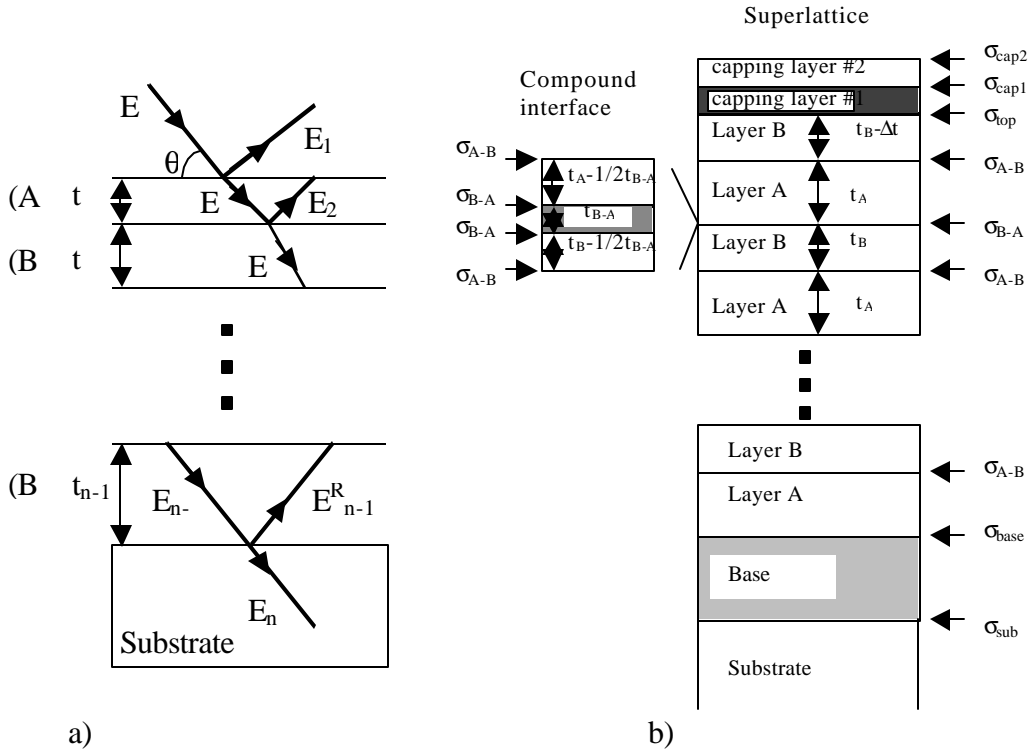 E
E₁
θ
(A t
E
E₂
(B t
E
(B tₙ₋₁
Eₙ₋
Eᴿₙ₋₁
Eₙ
Substrate
a)
Compound
interface
σA-B
tA-1/2tB-A
σB-A
tB-A
σB-A
tB-1/2tB-A
σA-B
Superlattice
σcap2
capping layer #2
σcap1
capping layer #1
σtop
Layer B tB-Δt
σA-B
Layer A tA
σB-A
Layer B tB
σA-B
Layer A tA
Layer B
σA-B
Layer A
σbase
Base
σsub
Substrate
b)